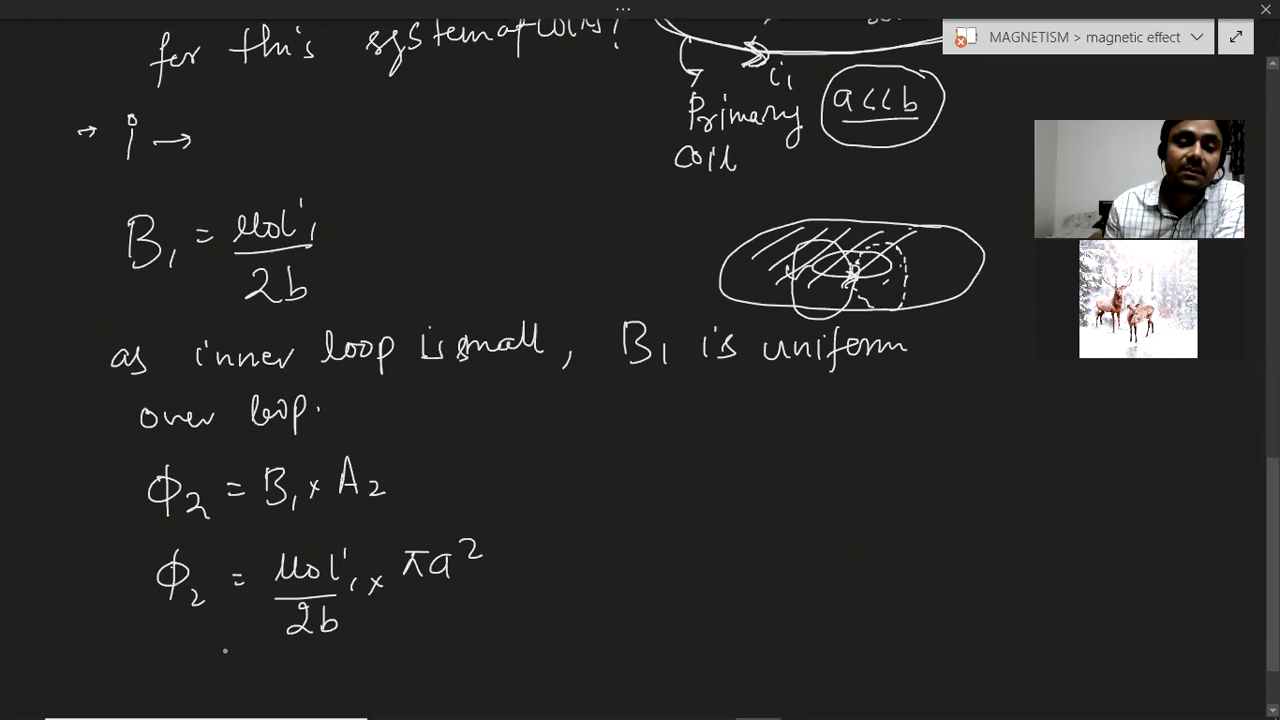 for this system of coils?
i₁
Primary
coil
a<<b
MAGNETISM > magnetic effect
i →
B₁ = μ₀i₁
2b
as inner loop is small, B₁ is uniform
over loop.
ϕ₂ = B₁ × A₂
ϕ₂ = μ₀i₁ × πa²
2b